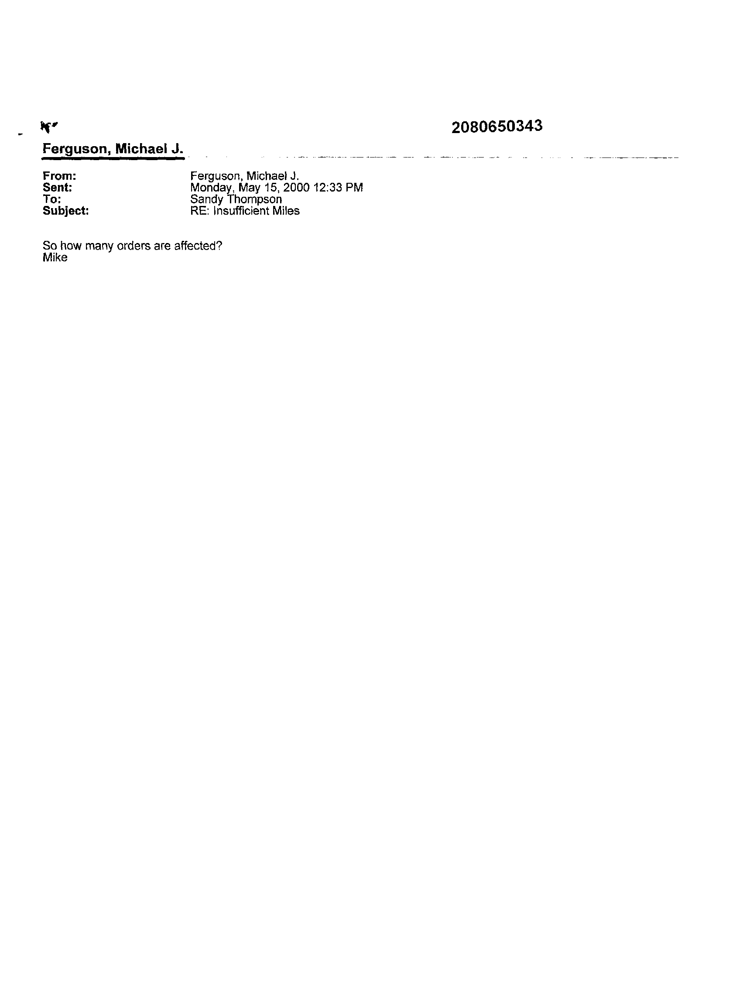 2080650343
Ferguson, Michael J.
From: Ferguson, Michael J.
Sent: Monday, May 15, 2000 12:33 PM
To: Sandy Thompson
Subject: RE: Insufficient Miles
So how many orders are affected?
Mike